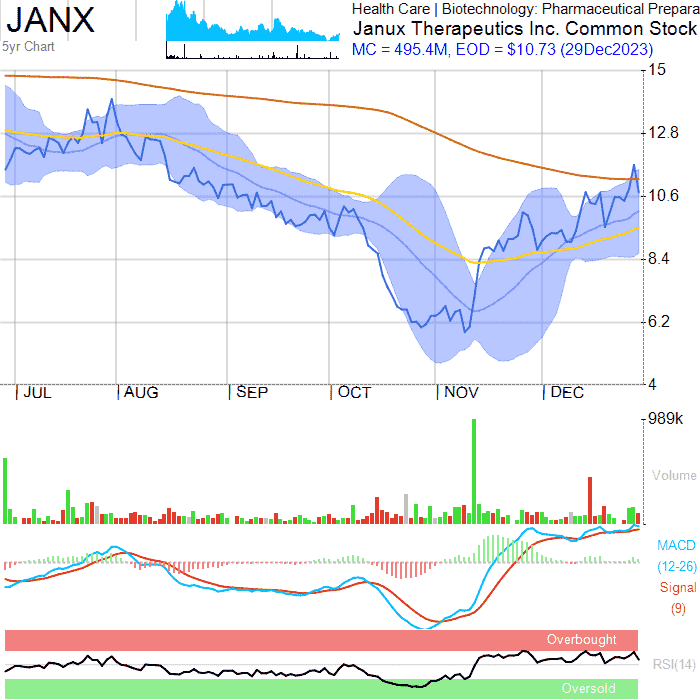 JANX
5yr Chart
Health Care | Biotechnology: Pharmaceutical Prepara
Janux Therapeutics Inc. Common Stock
MC = 495.4M, EOD = $10.73 (29Dec2023)
15
12.8
10.6
8.4
6.2
4
| JUL | AUG | SEP | OCT | NOV | DEC
989k
Volume
MACD
(12-26)
Signal
(9)
Overbought
RSI(14)
Oversold